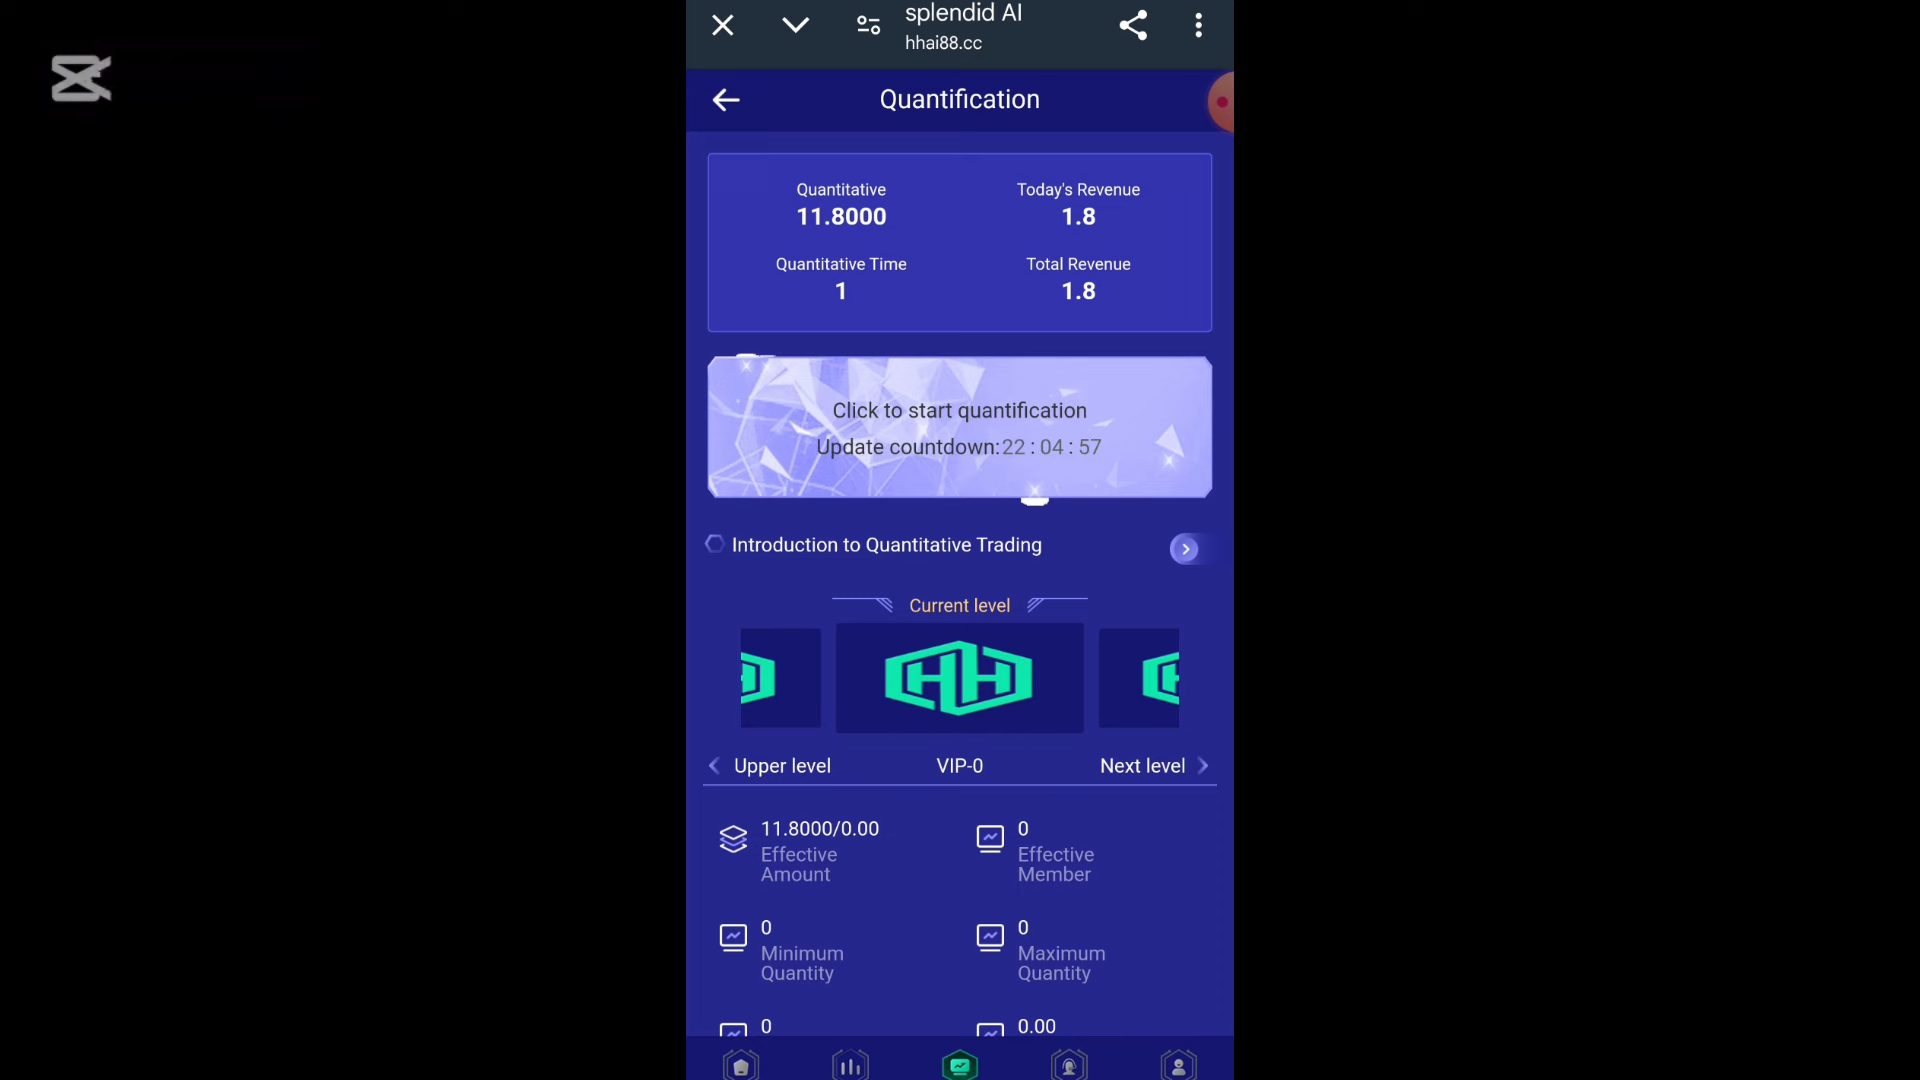 splendid AI
hhai88.cc
Quantification
Quantitative
11.8000
Today's Revenue
1.8
Quantitative Time
1
Total Revenue
1.8
Click to start quantification
Update countdown:22 : 04 : 57
Introduction to Quantitative Trading
Current level
Upper level
VIP-0
Next level
11.8000/0.00
Effective
Amount
0
Effective
Member
0
Minimum
Quantity
0
Maximum
Quantity
0
0.00